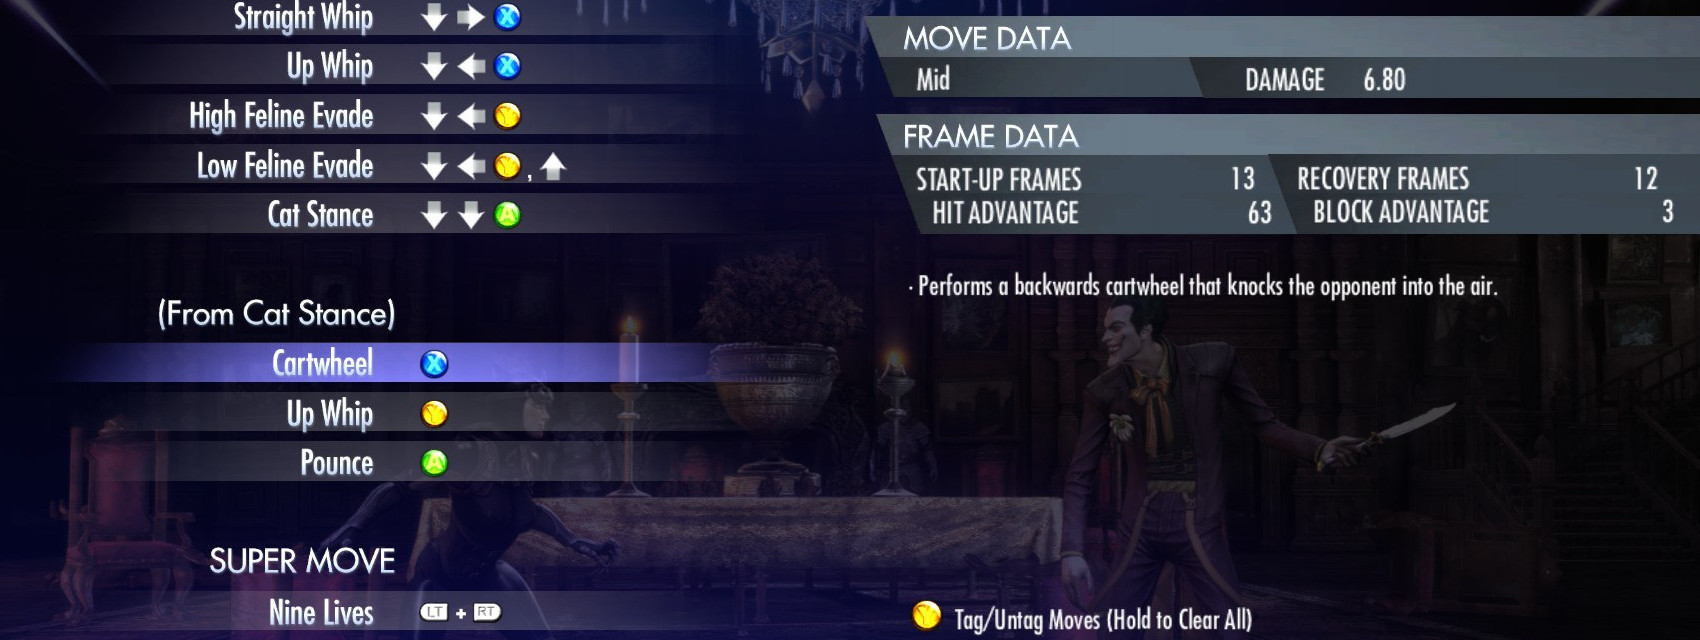 Straight Whip X
Up Whip X
High Feline Evade Y
Low Feline Evade Y ,
Cat Stance A
(From Cat Stance)
Cartwheel X
Up Whip Y
Pounce A
SUPER MOVE
Nine Lives LT + RT
MOVE DATA
Mid DAMAGE 6.80
FRAME DATA
START-UP FRAMES 13 RECOVERY FRAMES 12
HIT ADVANTAGE 63 BLOCK ADVANTAGE 3
· Performs a backwards cartwheel that knocks the opponent into the air.
Y Tag/Untag Moves (Hold to Clear All)